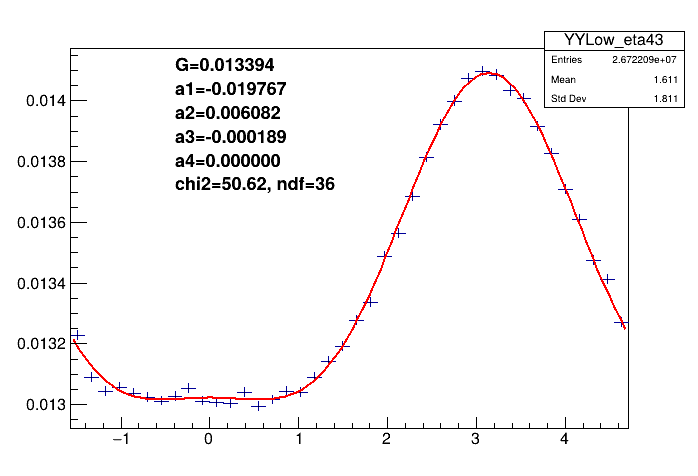 YYLow_eta43
Entries 2.672209e+07
Mean 1.611
Std Dev 1.811
G=0.013394
a1=-0.019767
a2=0.006082
a3=-0.000189
a4=0.000000
chi2=50.62, ndf=36
0.014
0.0138
0.0136
0.0134
0.0132
0.013
−1 0 1 2 3 4